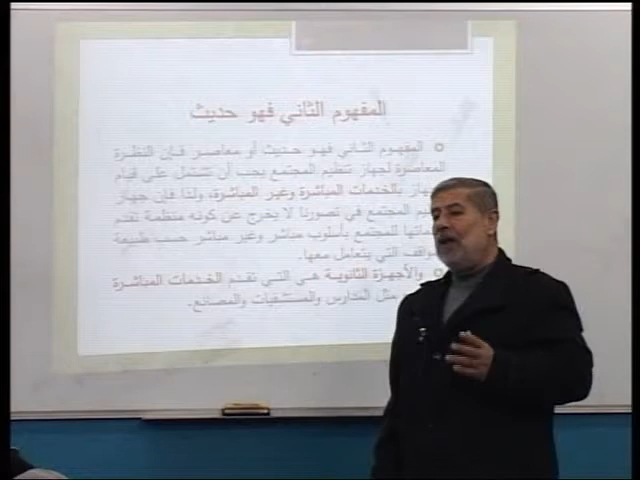 المفهوم الثاني فهو حديث
المفهوم الثاني فهو حديث أو معاصر فإن النظرة
المعاصرة لجهاز تنظيم المجتمع يجب أن تشتمل على قيام
بالخدمات المباشرة وغير المباشرة، ولذا فإن جهاز
المجتمع في تصورنا لا يخرج عن كونه منظمة تقدم
للمجتمع بأسلوب مباشر وغير مباشر حسب طبيعة
التي يتعامل معها.
والأجهزة الثانوية هي التي تقدم الخدمات المباشرة
مثل المدارس والمستشفيات والمصانع.